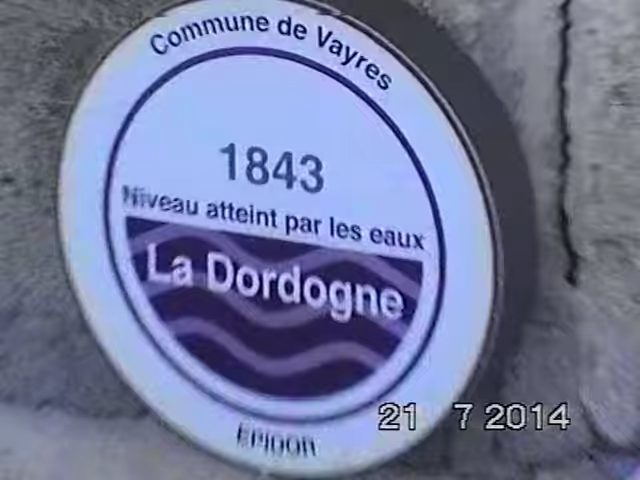 Commune de Vayres
1843
Niveau atteint par les eaux
La Dordogne
EPIDOR
21 7 2014